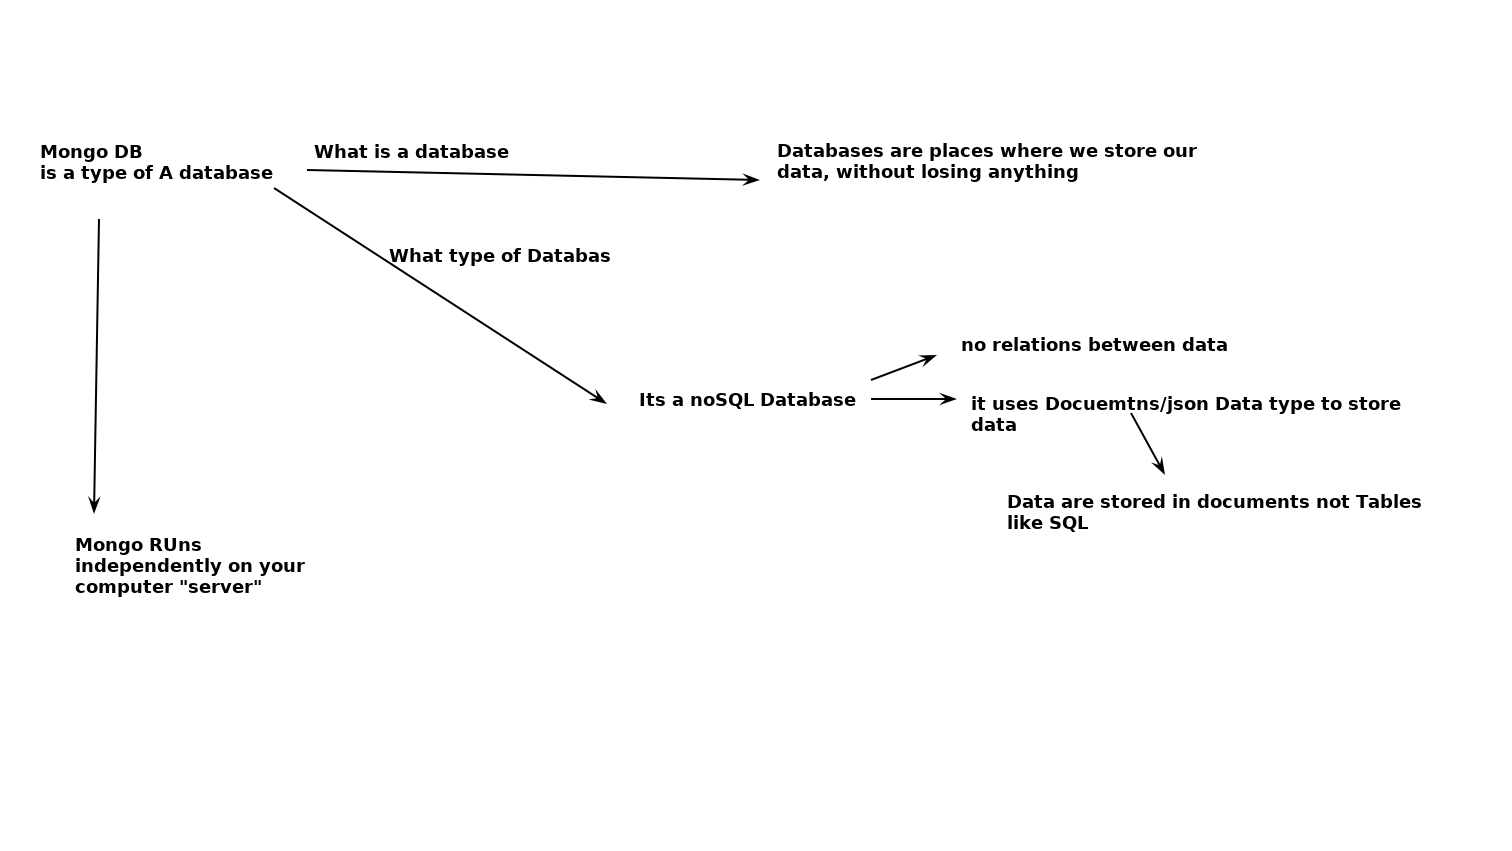 Mongo DB
is a type of A database
What is a database
Databases are places where we store our
data, without losing anything
What type of Databas
no relations between data
Its a noSQL Database
it uses Docuemtns/json Data type to store
data
Data are stored in documents not Tables
like SQL
Mongo RUns
independently on your
computer "server"